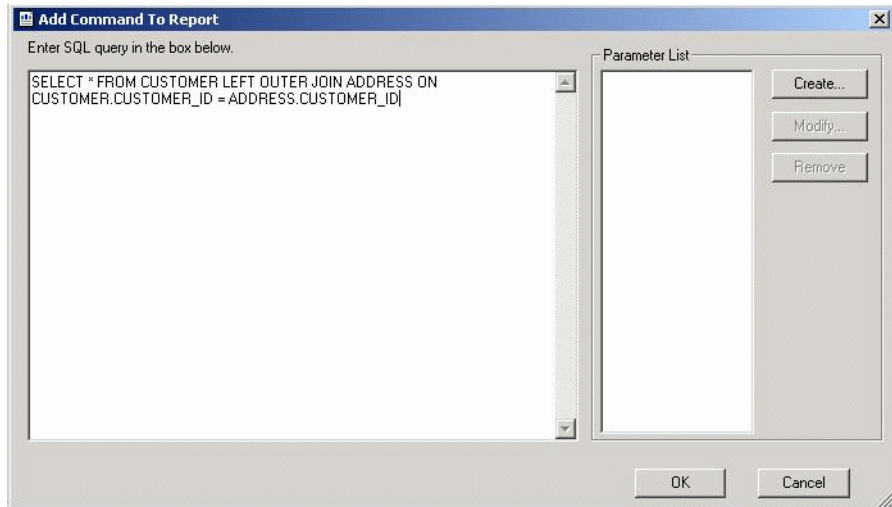 Add Command To Report
Enter SQL query in the box below.
SELECT * FROM CUSTOMER LEFT OUTER JOIN ADDRESS ON
CUSTOMER.CUSTOMER_ID = ADDRESS.CUSTOMER_ID
Parameter List
Create...
Modify...
Remove
OK
Cancel